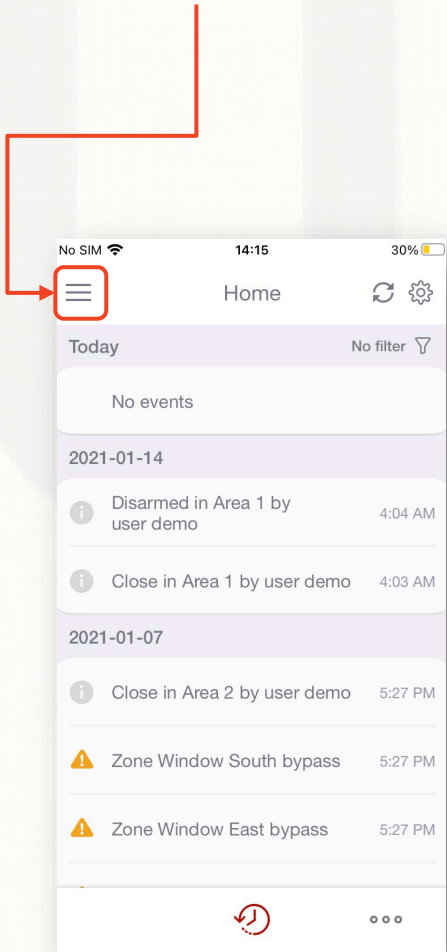 No SIM 14:15 30%
Home
Today No filter
No events
2021-01-14
Disarmed in Area 1 by
user demo 4:04 AM
Close in Area 1 by user demo 4:03 AM
2021-01-07
Close in Area 2 by user demo 5:27 PM
Zone Window South bypass 5:27 PM
Zone Window East bypass 5:27 PM